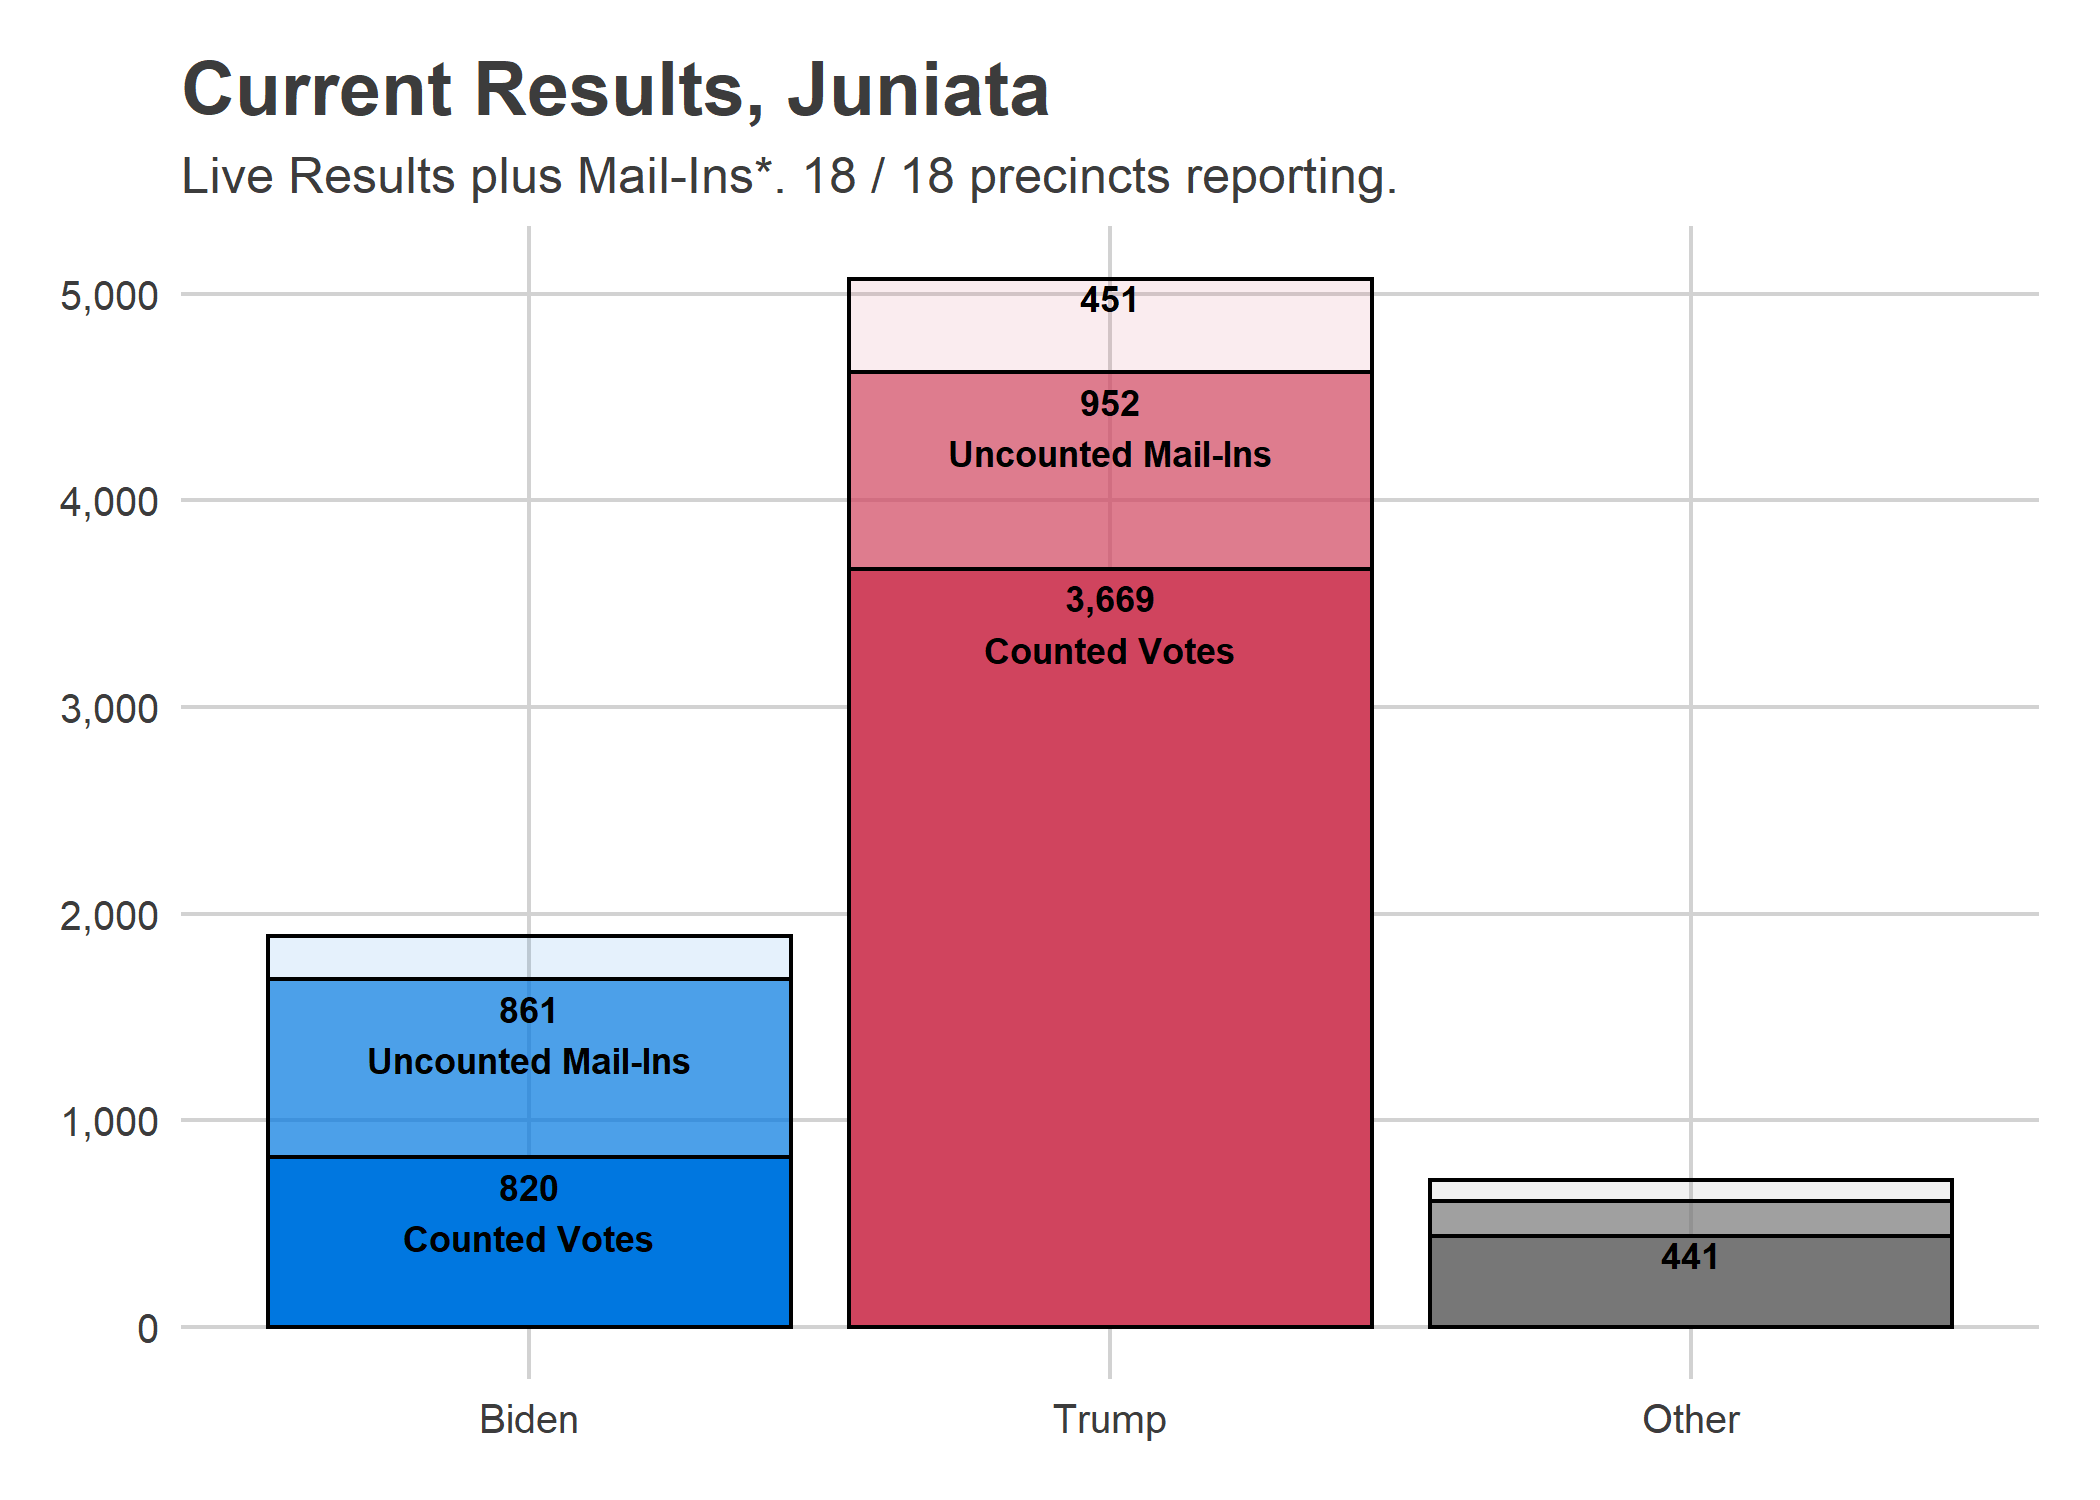 Current Results, Juniata
Live Results plus Mail-Ins*. 18 / 18 precincts reporting.
5,000
4,000
3,000
2,000
1,000
0
861
Uncounted Mail-Ins
820
Counted Votes
451
952
Uncounted Mail-Ins
3,669
Counted Votes
441
Biden
Trump
Other